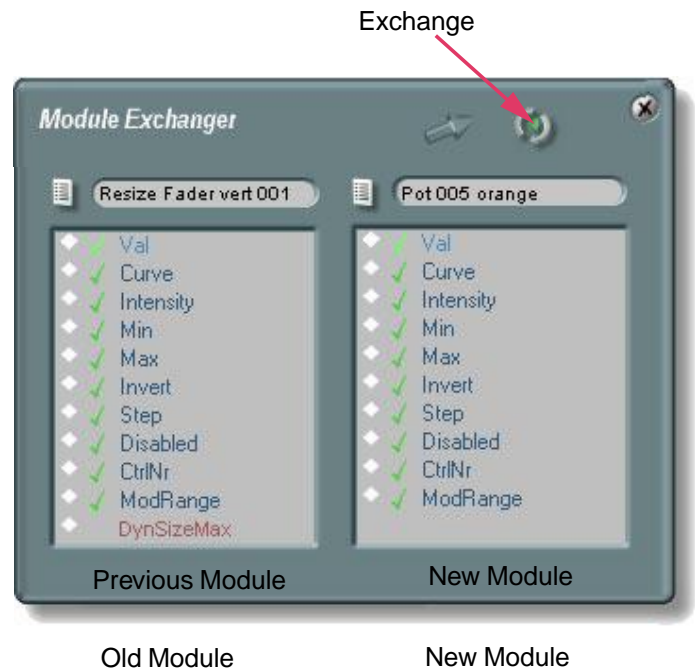 Exchange
Module Exchanger
Resize Fader vert 001
Pot 005 orange
Val
Curve
Intensity
Min
Max
Invert
Step
Disabled
CtrlNr
ModRange
DynSizeMax
Val
Curve
Intensity
Min
Max
Invert
Step
Disabled
CtrlNr
ModRange
Previous Module
New Module
Old Module
New Module